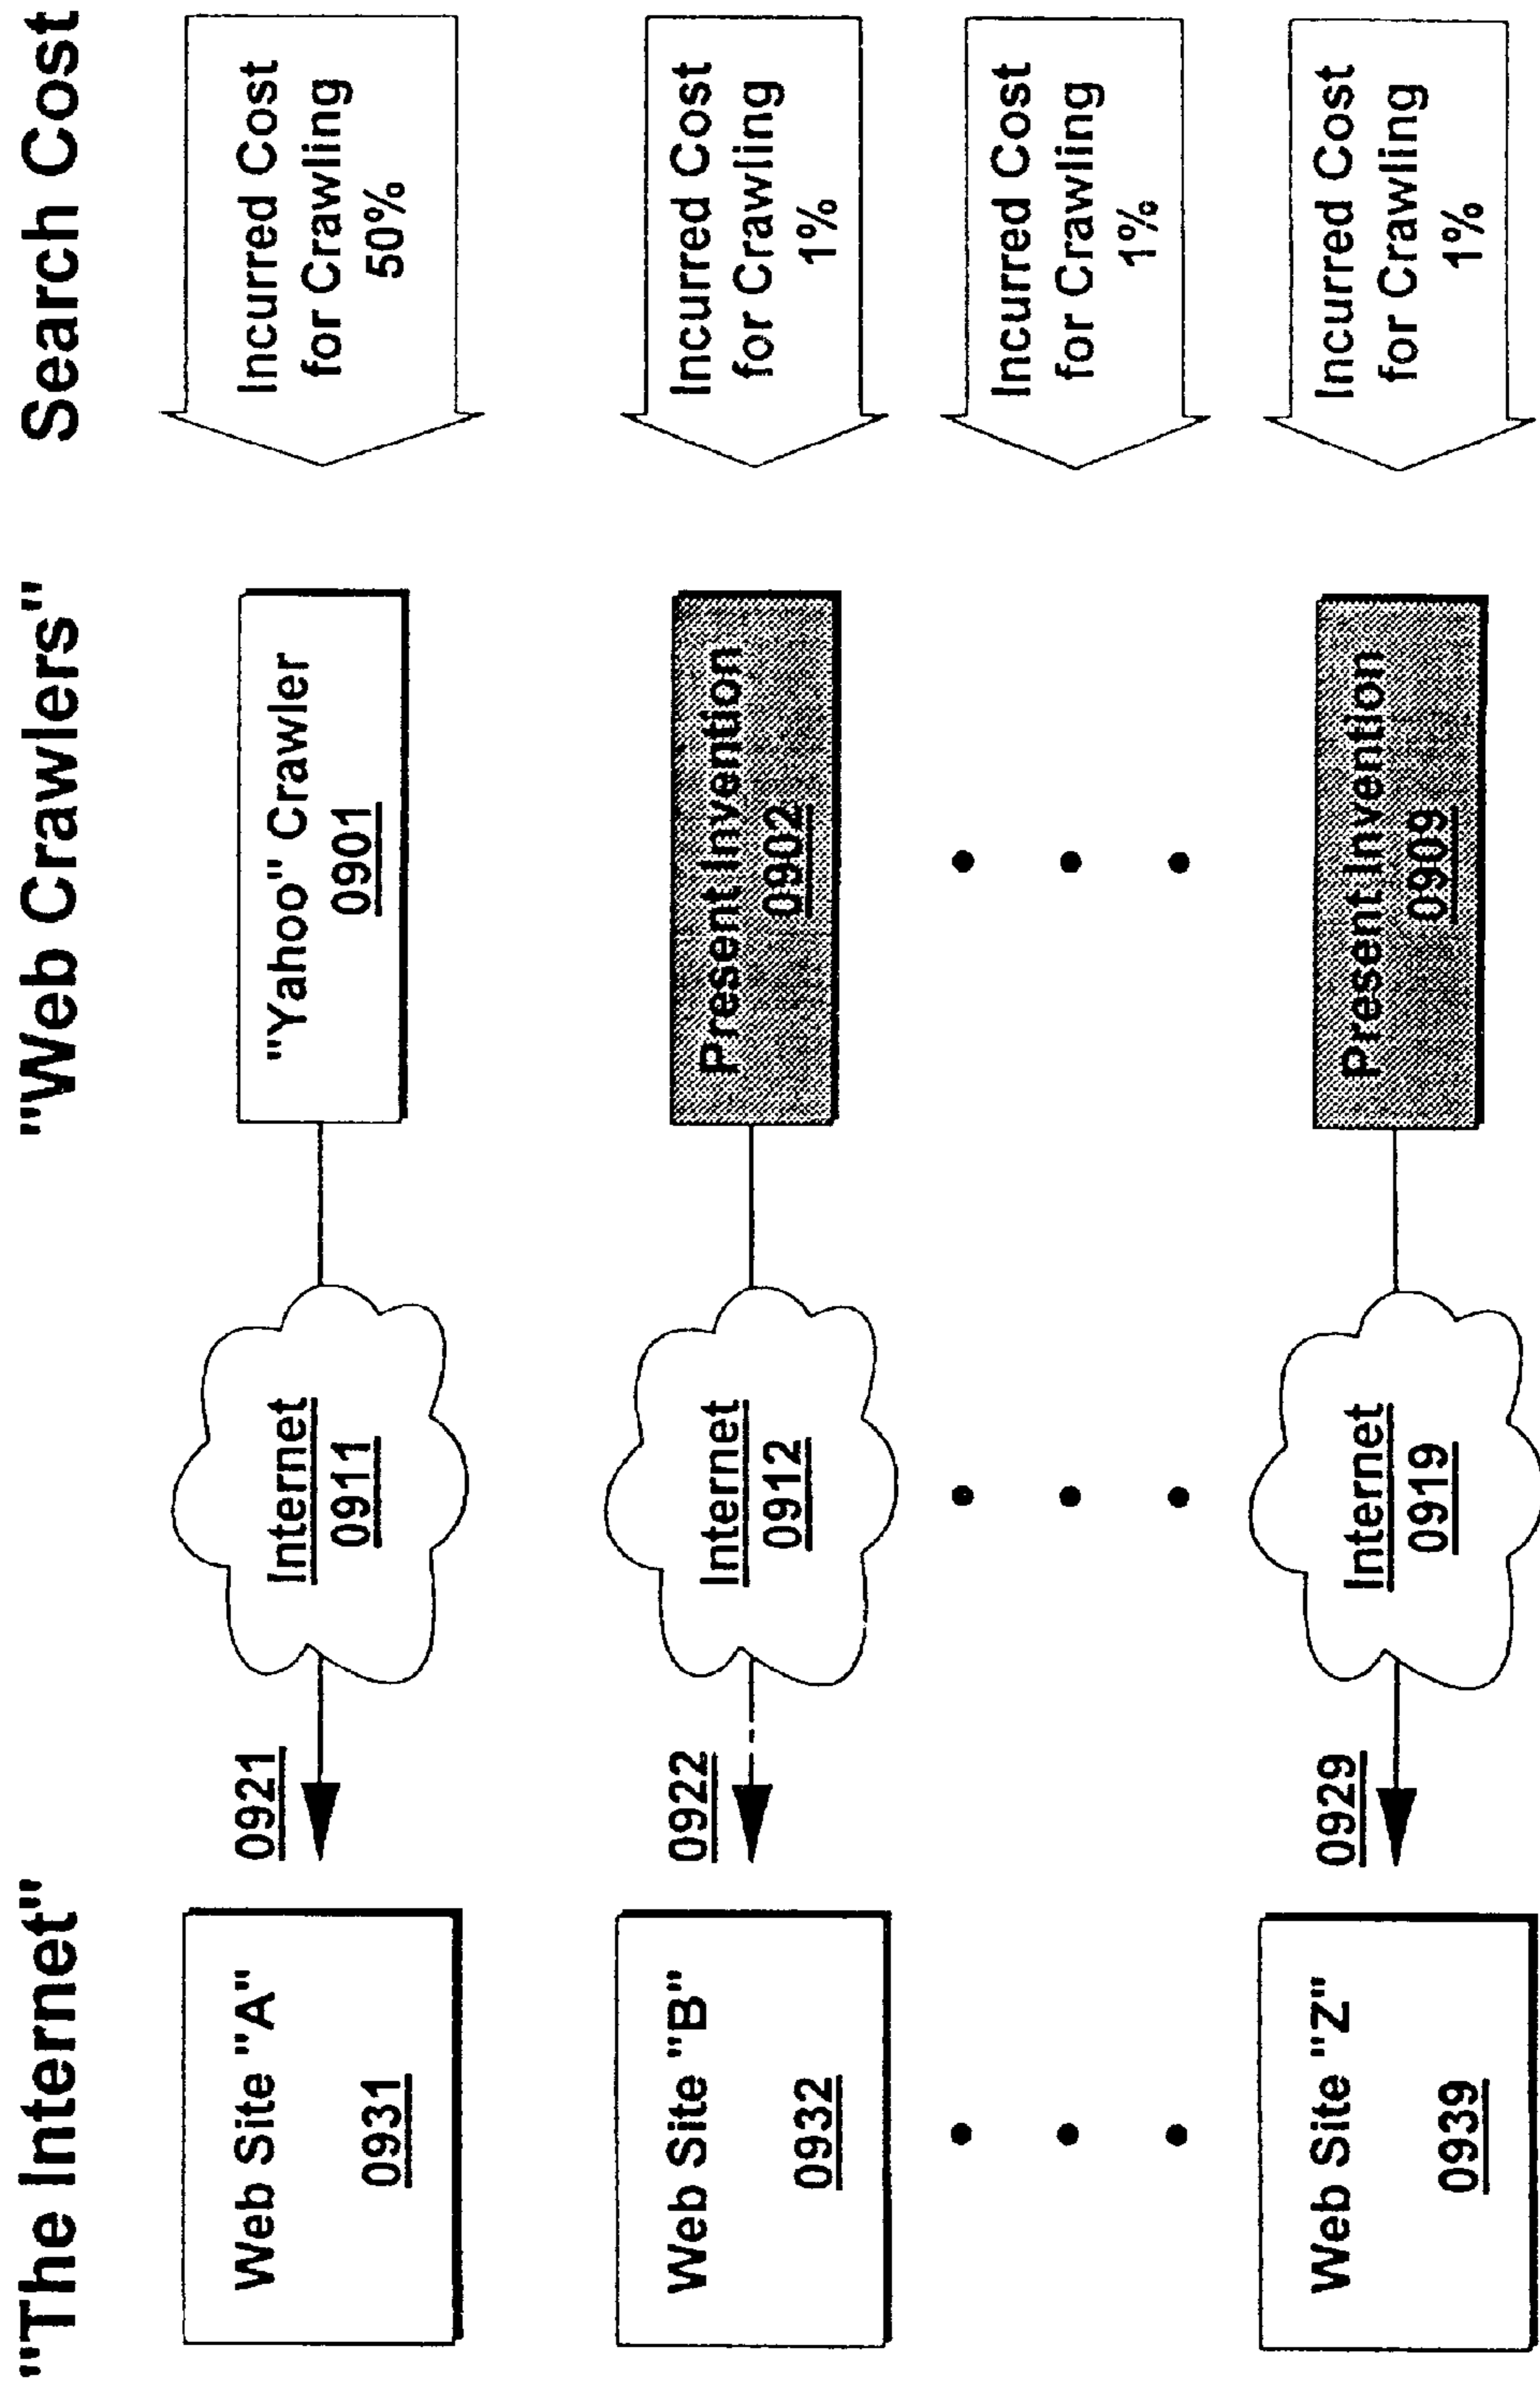 "The Internet"
"Web Crawlers"
Search Cost
Web Site "A"
0931
0921
Internet
0911
"Yahoo" Crawler
0901
Incurred Cost
for Crawling
50%
Web Site "B"
0932
0922
Internet
0912
Present Invention
0902
Incurred Cost
for Crawling
1%
Incurred Cost
for Crawling
1%
Web Site "Z"
0939
0929
Internet
0919
Present Invention
0909
Incurred Cost
for Crawling
1%